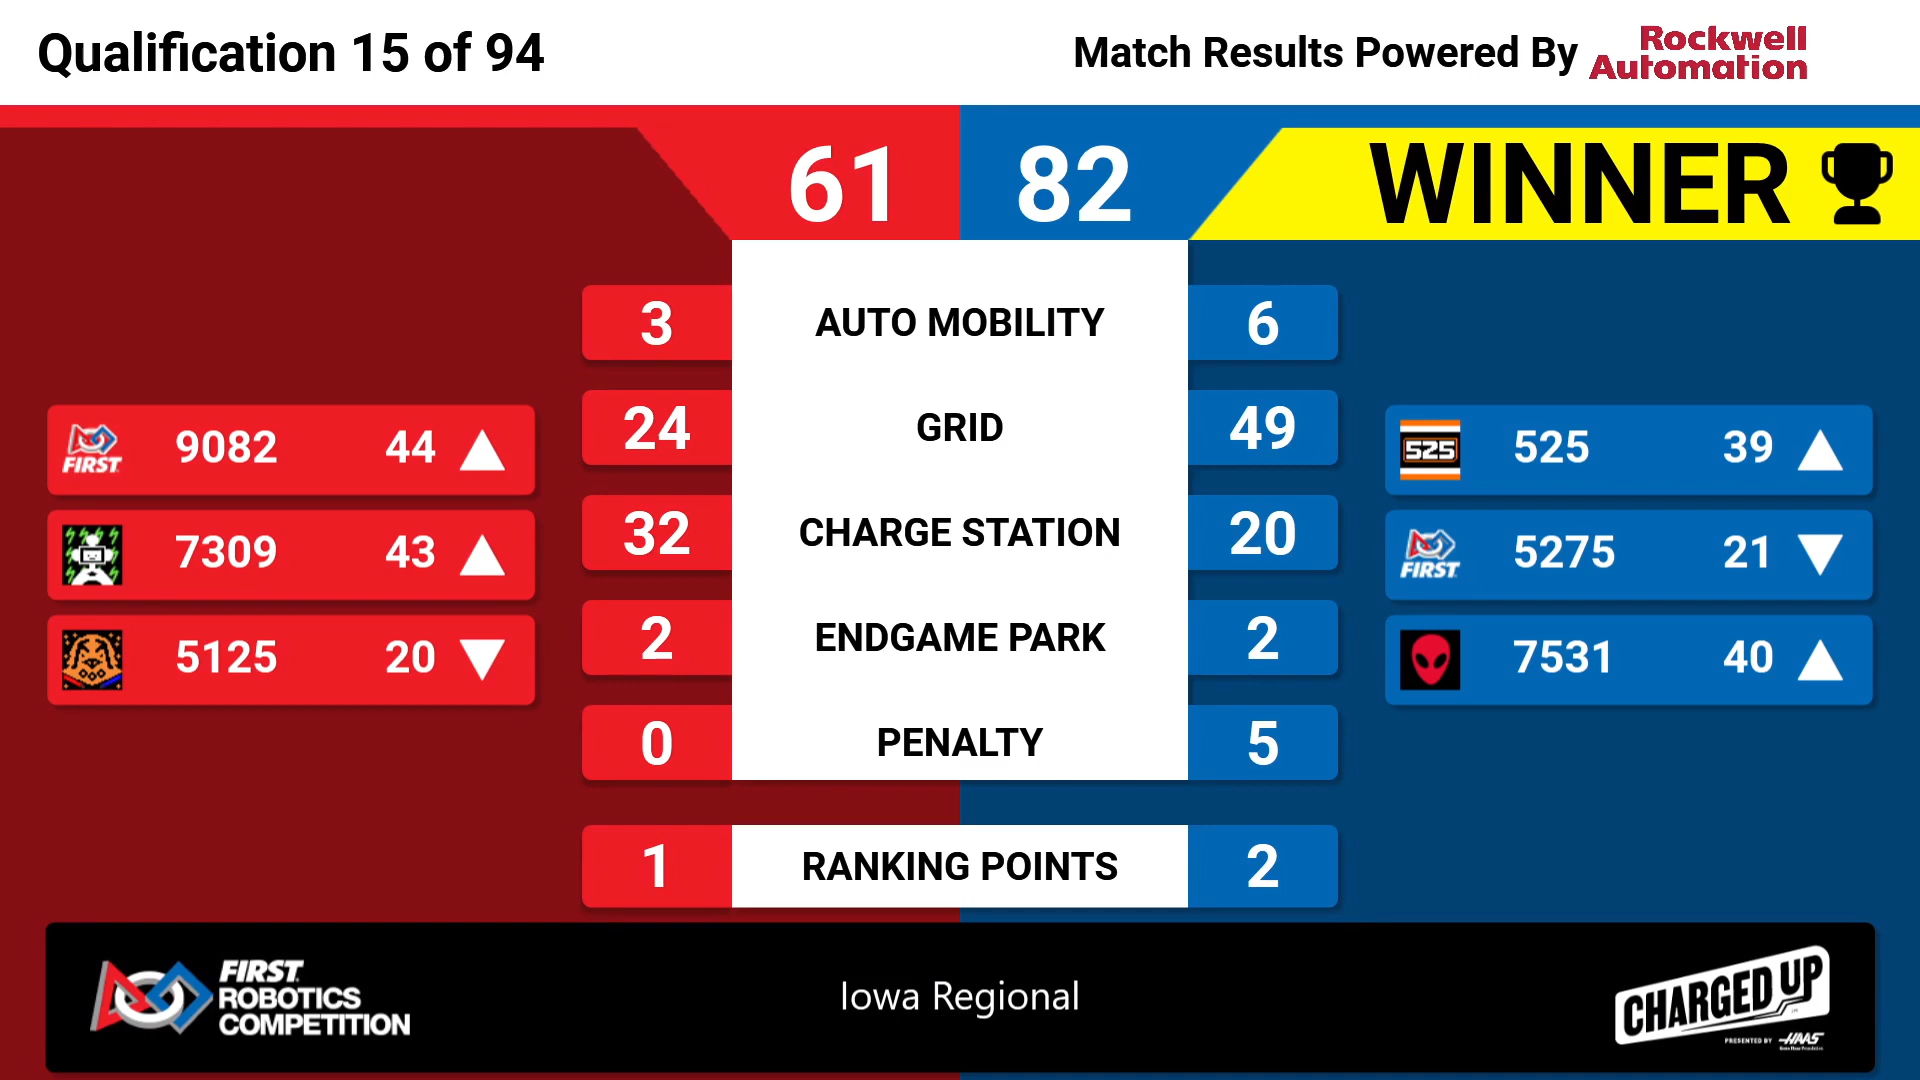 Qualification 15 of 94
Match Results Powered By
Rockwell
Automation
61 82 WINNER
3 AUTO MOBILITY 6
24 GRID 49
32 CHARGE STATION 20
2 ENDGAME PARK 2
0 PENALTY 5
1 RANKING POINTS 2
FIRST 9082 44
7309 43
5125 20
525 525 39
FIRST 5275 21
7531 40
FIRST
ROBOTICS
COMPETITION
Iowa Regional
CHARGED UP
PRESENTED BY HAAS